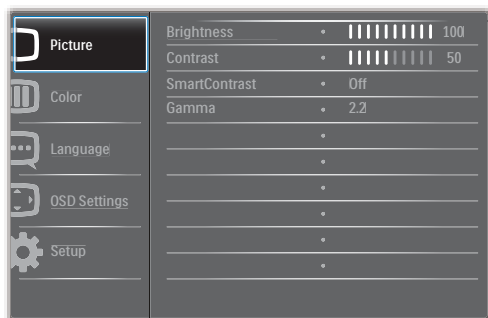 Picture
Color
Language
OSD Settings
Setup
Brightness • 100
Contrast • 50
SmartContrast • Off
Gamma • 2.2
•
•
•
•
•
•